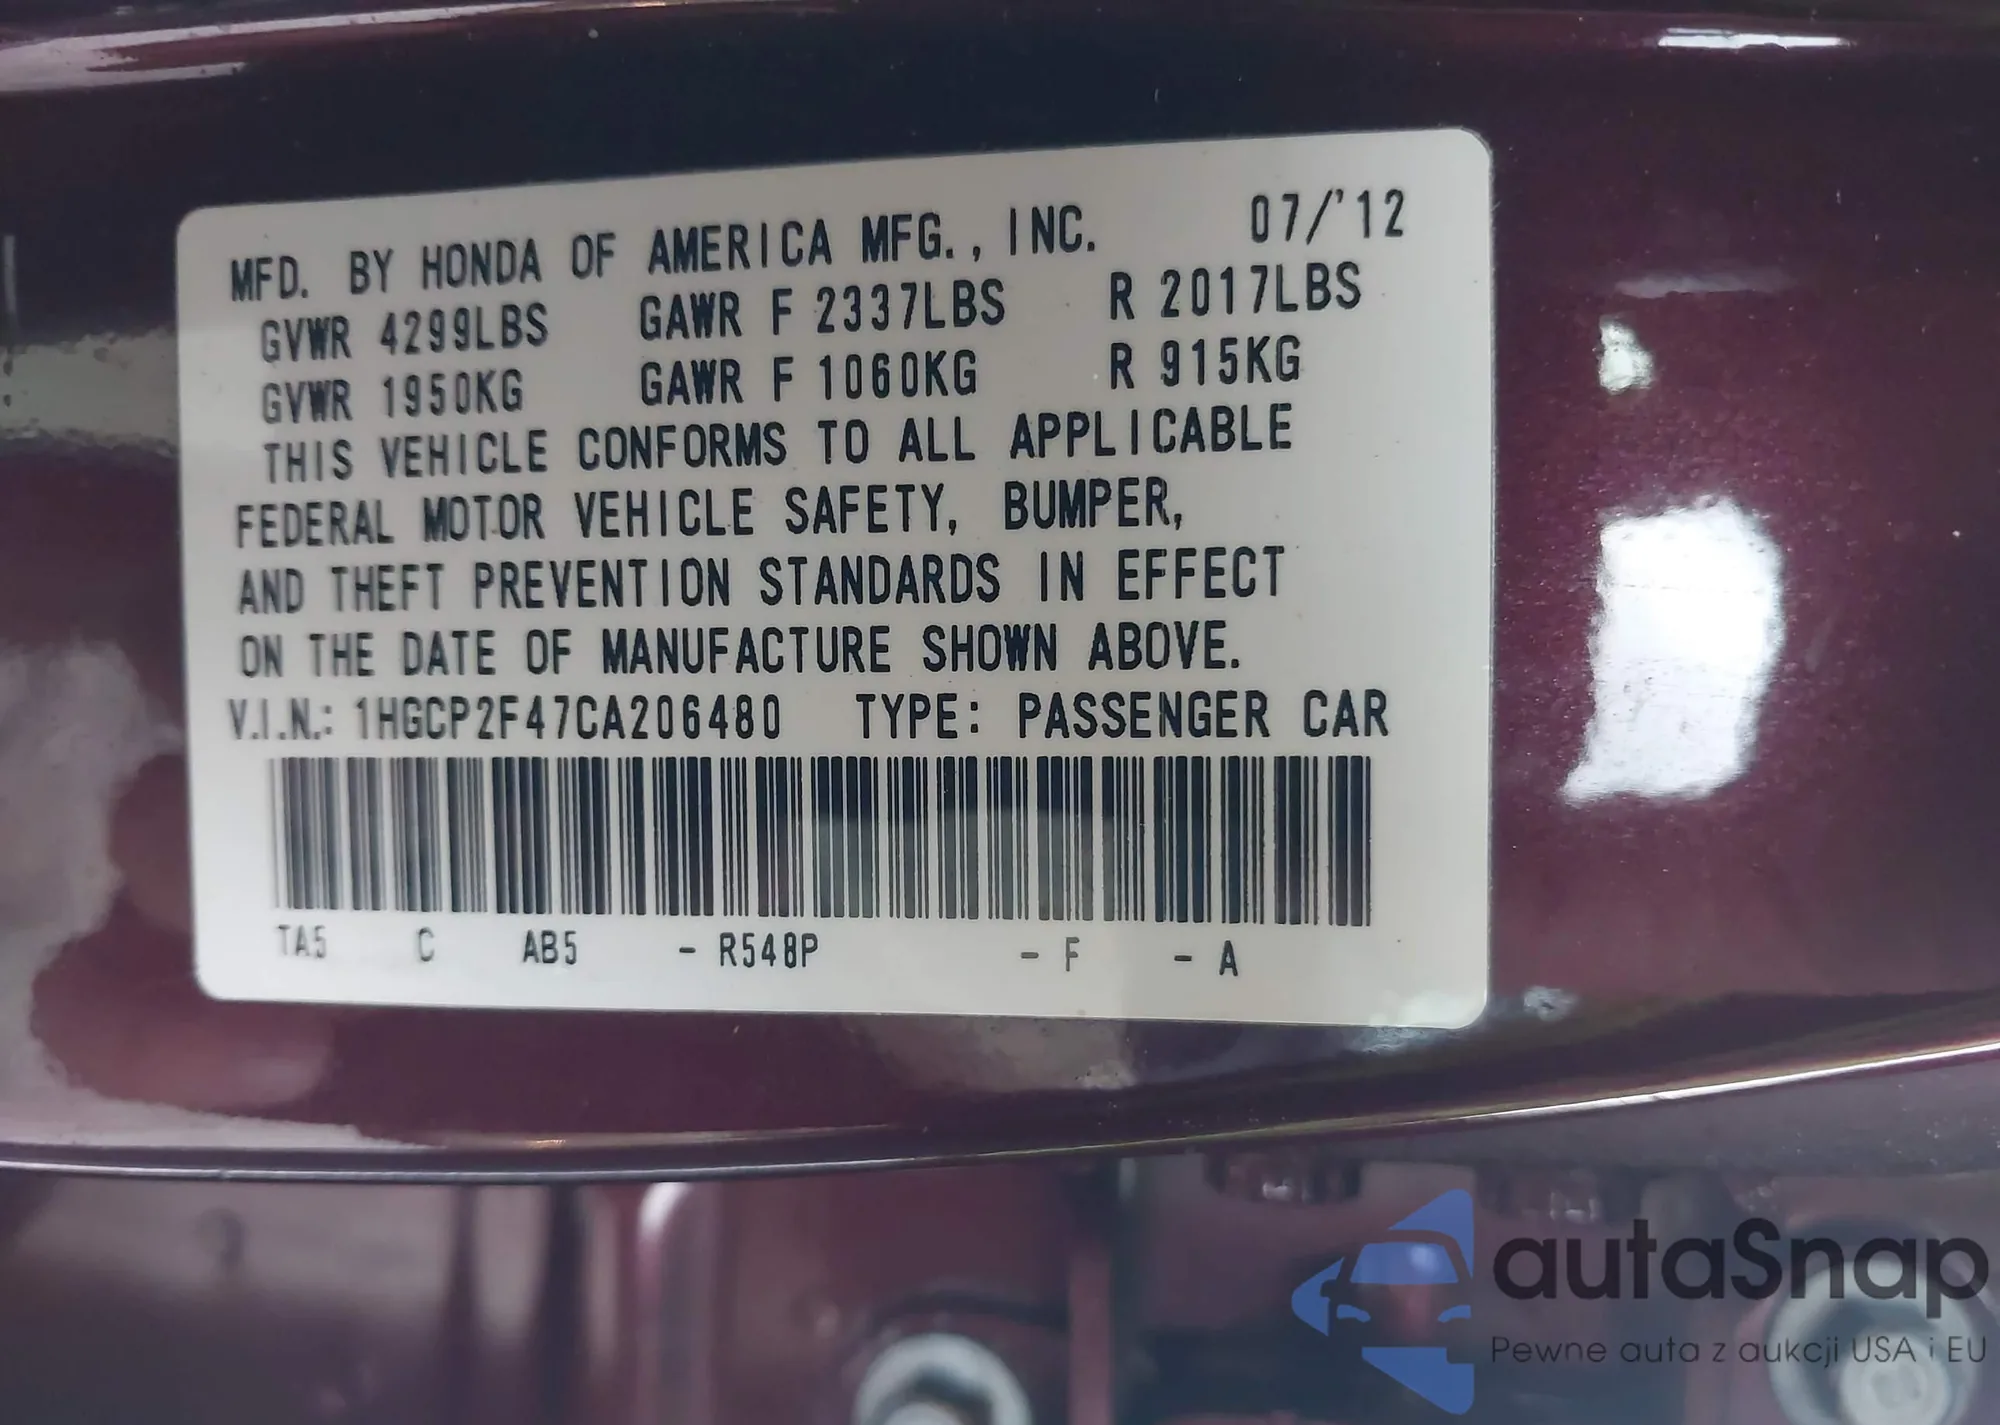 MFD. BY HONDA OF AMERICA MFG., INC. 07/'12
GVWR 4299LBS GAWR F 2337LBS R 2017LBS
GVWR 1950KG GAWR F 1060KG R 915KG
THIS VEHICLE CONFORMS TO ALL APPLICABLE
FEDERAL MOTOR VEHICLE SAFETY, BUMPER,
AND THEFT PREVENTION STANDARDS IN EFFECT
ON THE DATE OF MANUFACTURE SHOWN ABOVE.
V.I.N.: 1HGCP2F47CA206480 TYPE: PASSENGER CAR
TA5 C AB5 - R548P - F - A
autaSnap
Pewne auta z aukcji USA i EU